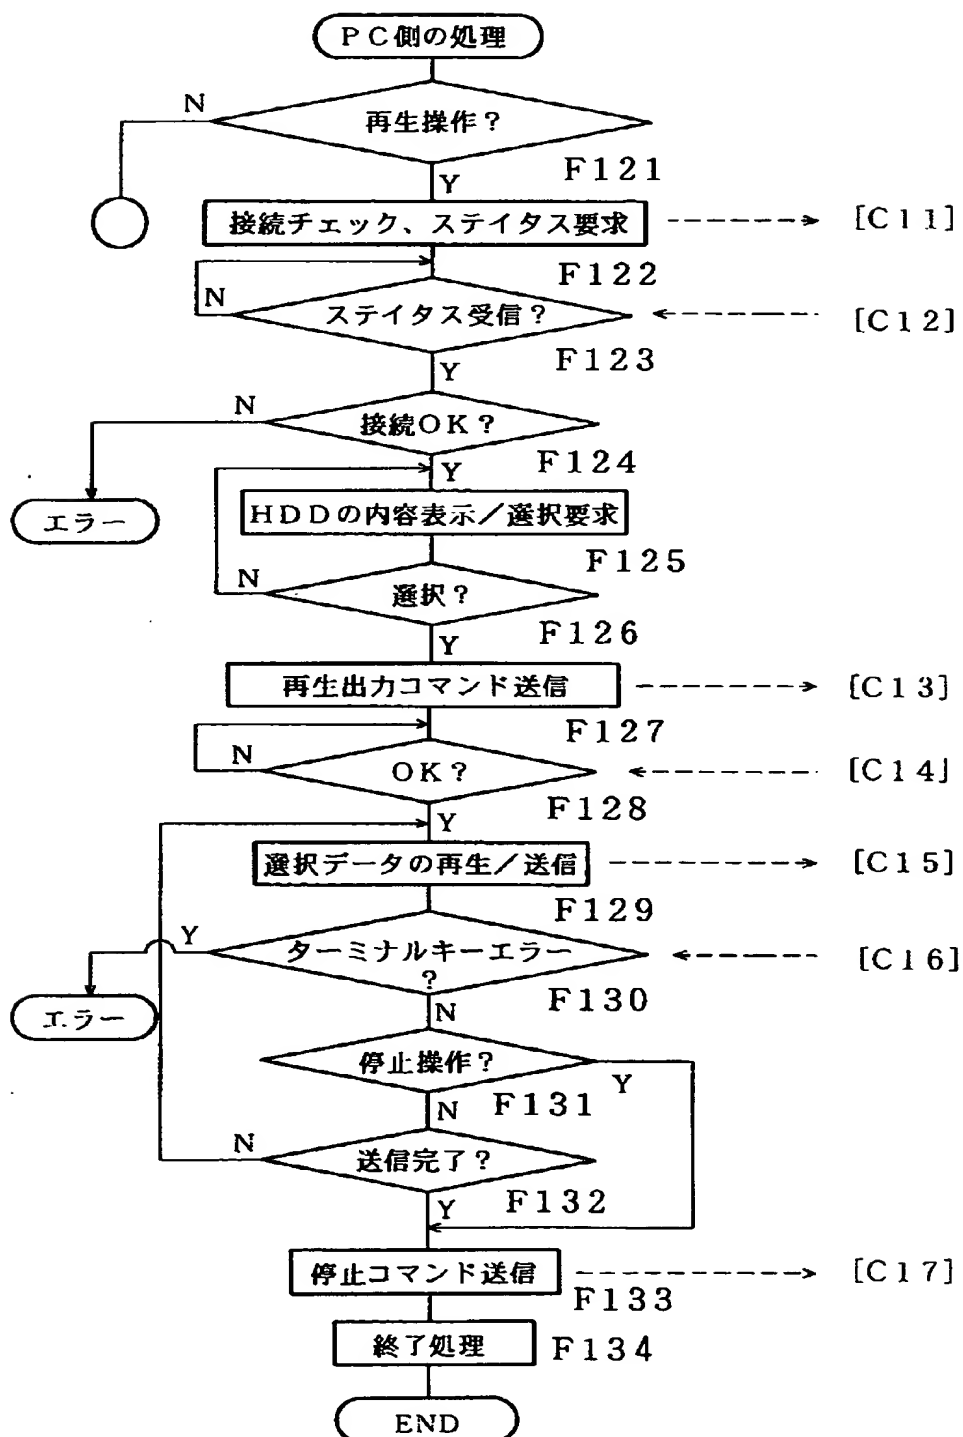 PC側の処理
N
再生操作?
F121
Y
接続チェック、ステイタス要求
[C11]
F122
N
ステイタス受信?
[C12]
F123
Y
N
接続OK?
F124
Y
エラー
HDDの内容表示/選択要求
F125
N
選択?
F126
Y
再生出力コマンド送信
[C13]
F127
N
OK?
[C14]
F128
Y
選択データの再生/送信
[C15]
F129
Y
ターミナルキーエラー
?
[C16]
F130
N
エラー
停止操作?
Y
F131
N
N
送信完了?
F132
Y
停止コマンド送信
[C17]
F133
終了処理
F134
END